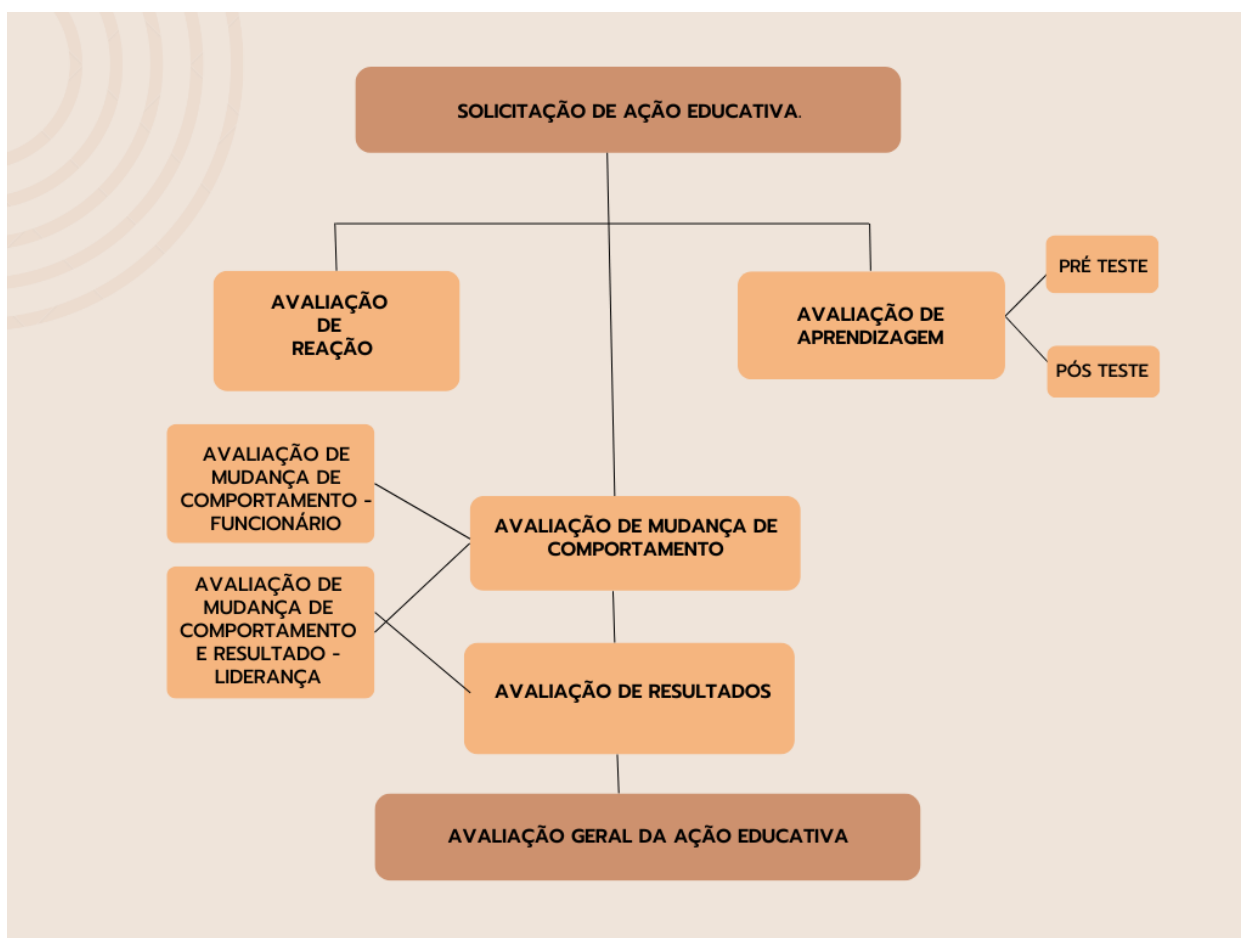 SOLICITAÇÃO DE AÇÃO EDUCATIVA.
AVALIAÇÃO
DE
REAÇÃO
AVALIAÇÃO DE
APRENDIZAGEM
PRÉ TESTE
PÓS TESTE
AVALIAÇÃO DE
MUDANÇA DE
COMPORTAMENTO -
FUNCIONÁRIO
AVALIAÇÃO DE MUDANÇA DE
COMPORTAMENTO
AVALIAÇÃO DE
MUDANÇA DE
COMPORTAMENTO
E RESULTADO -
LIDERANÇA
AVALIAÇÃO DE RESULTADOS
AVALIAÇÃO GERAL DA AÇÃO EDUCATIVA